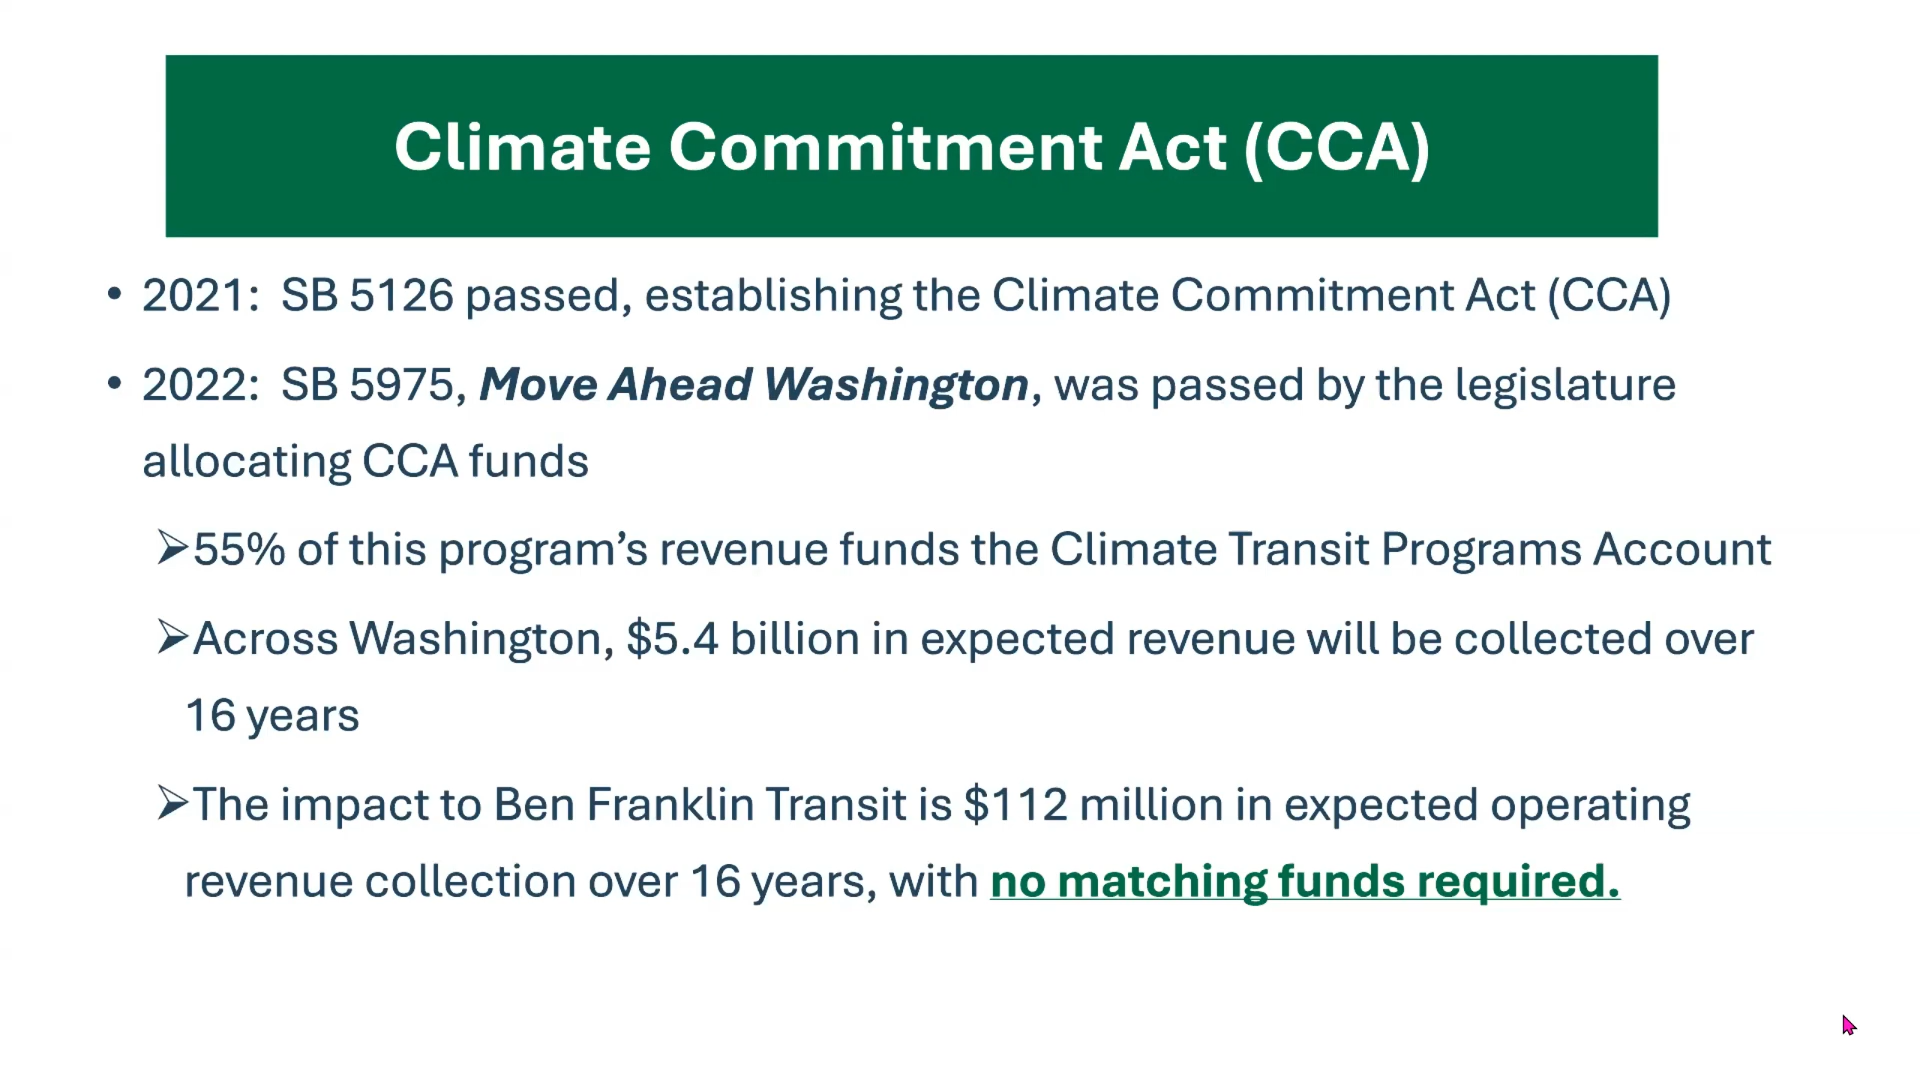 Climate Commitment Act (CCA)
• 2021: SB 5126 passed, establishing the Climate Commitment Act (CCA)
• 2022: SB 5975, Move Ahead Washington, was passed by the legislature
allocating CCA funds
➢55% of this program’s revenue funds the Climate Transit Programs Account
➢Across Washington, $5.4 billion in expected revenue will be collected over
16 years
➢The impact to Ben Franklin Transit is $112 million in expected operating
revenue collection over 16 years, with no matching funds required.